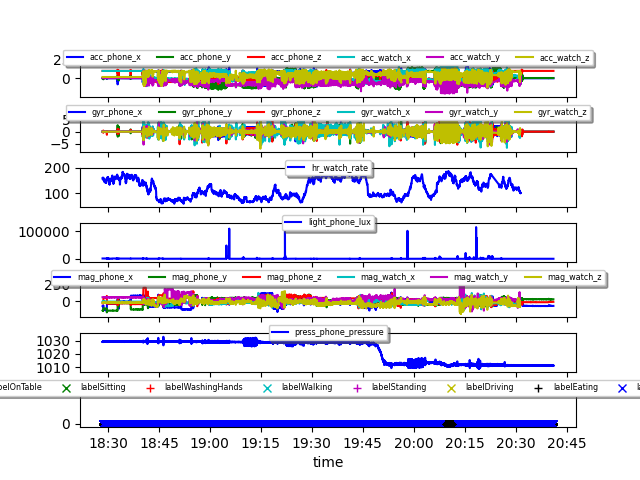 acc_phone_x acc_phone_y acc_phone_z acc_watch_x acc_watch_y acc_watch_z
2
0
gyr_phone_x gyr_phone_y gyr_phone_z gyr_watch_x gyr_watch_y gyr_watch_z
0
−5
hr_watch_rate
200
100
light_phone_lux
100000
0
mag_phone_x mag_phone_y mag_phone_z mag_watch_x mag_watch_y mag_watch_z
250
0
press_phone_pressure
1030
1020
1010
elOnTable labelSitting labelWashingHands labelWalking labelStanding labelDriving labelEating
0
18:30 18:45 19:00 19:15 19:30 19:45 20:00 20:15 20:30 20:45
time